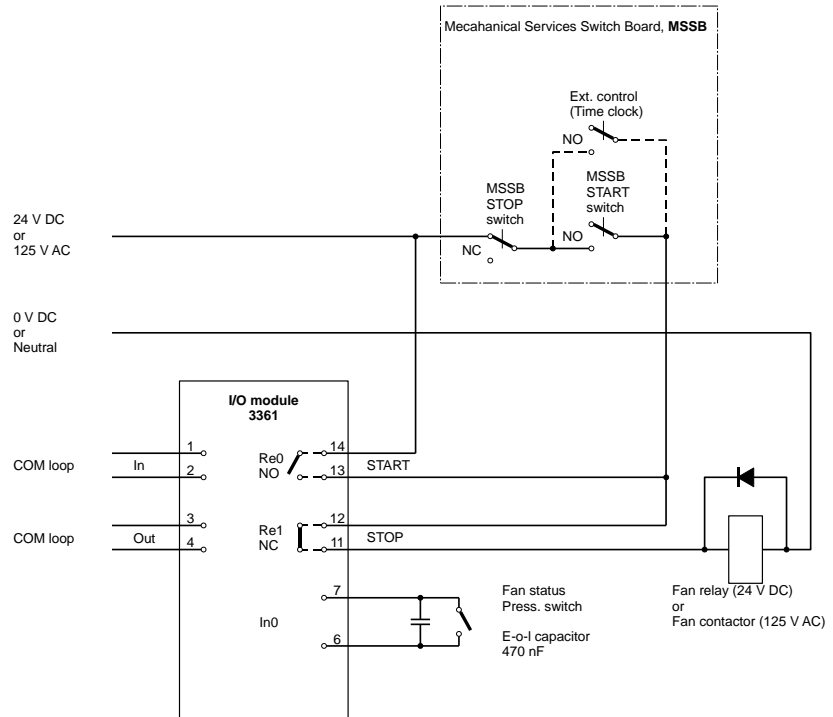 Mecahanical Services Switch Board, MSSB
Ext. control
(Time clock)
NO
MSSB
STOP
switch
MSSB
START
switch
NC
NO
24 V DC
or
125 V AC
0 V DC
or
Neutral
I/O module
3361
COM loop
In
1
2
Re0
NO
14
13
START
COM loop
Out
3
4
Re1
NC
12
11
STOP
In0
7
6
Fan status
Press. switch
E-o-l capacitor
470 nF
Fan relay (24 V DC)
or
Fan contactor (125 V AC)